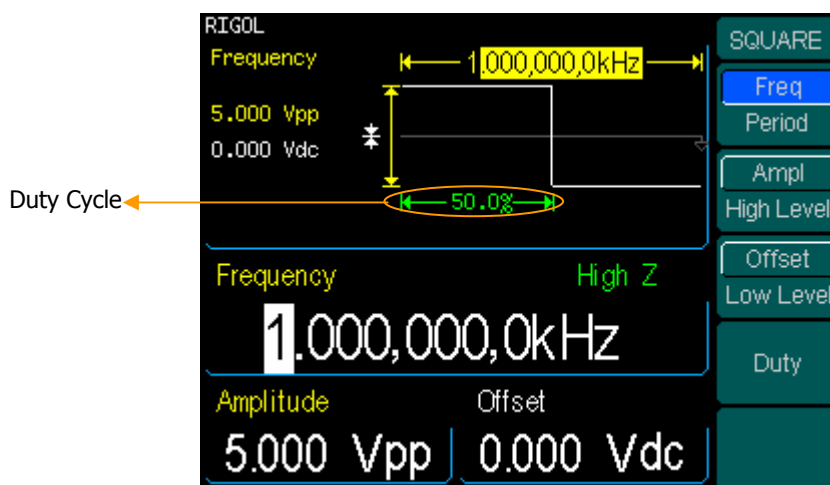 RIGOL
SQUARE
Frequency
1.000,000,0kHz
Freq
Period
5.000 Vpp
0.000 Vdc
Ampl
High Level
Duty Cycle
50.0%
Offset
Low Level
Frequency
High Z
1.000,000,0kHz
Duty
Amplitude
Offset
5.000 Vpp
0.000 Vdc